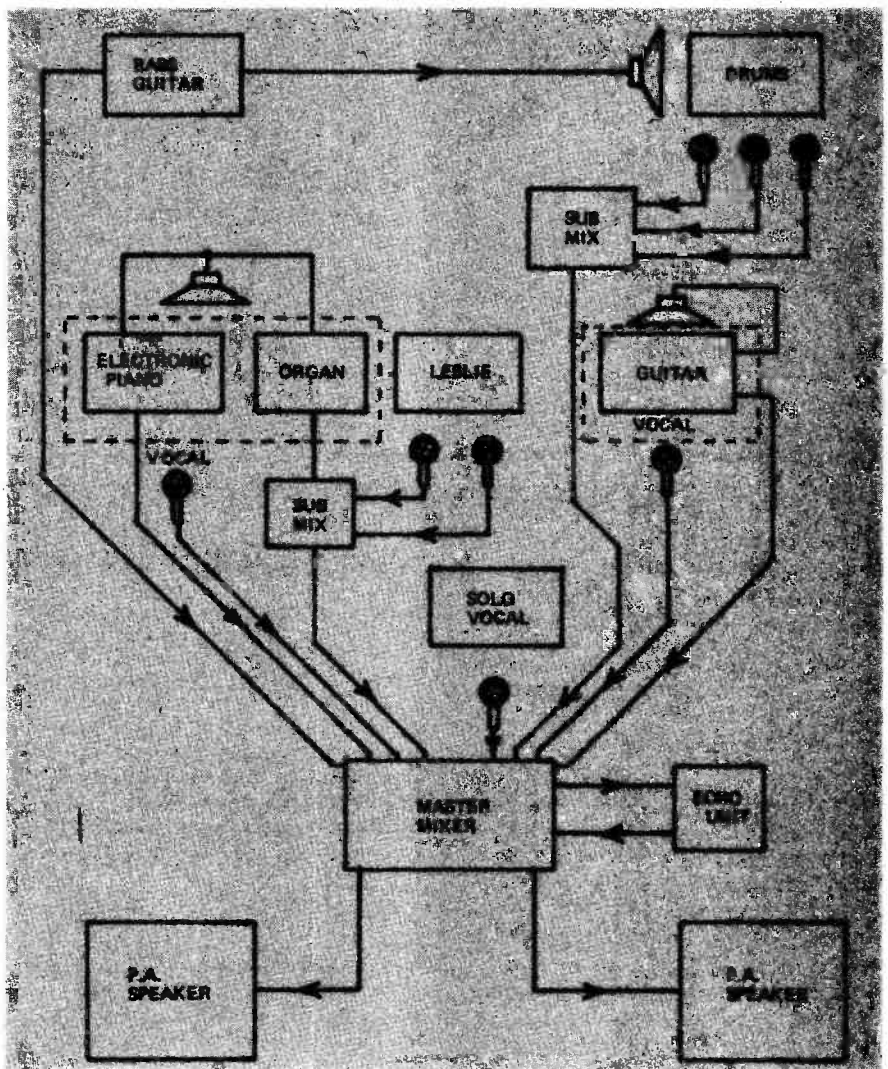 BASS
GUITAR
DRUMS
SUB
MIX
ELECTRONIC
PIANO
ORGAN
LESLIE
GUITAR
VOCAL
VOCAL
SUB
MIX
SOLO
VOCAL
MASTER
MIXER
ECHO
UNIT
P.A.
SPEAKER
P.A.
SPEAKER